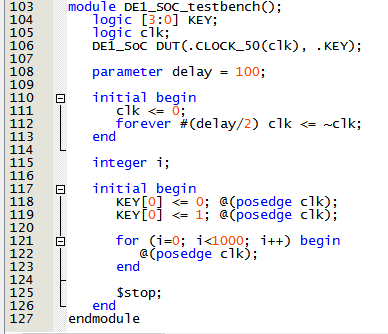 103 module DE1_SOC_testbench();
104 logic [3:0] KEY;
105 logic clk;
106 DE1_SOC DUT(.CLOCK_50(clk), .KEY);
107
108 parameter delay = 100;
109
110 initial begin
111 clk <= 0;
112 forever #(delay/2) clk <= ~clk;
113 end
114
115 integer i;
116
117 initial begin
118 KEY[0] <= 0; @(posedge clk);
119 KEY[0] <= 1; @(posedge clk);
120
121 for (i=0; i<1000; i++) begin
122 @(posedge clk);
123 end
124
125 $stop;
126 end
127 endmodule